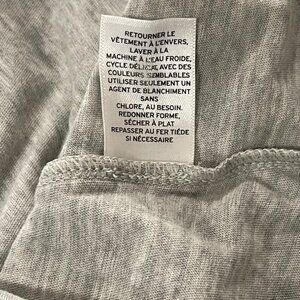 RETOURNER LE
VÊTEMENT À L'ENVERS,
LAVER À LA
MACHINE À L'EAU FROIDE,
CYCLE DÉLICAT, AVEC DES
COULEURS SEMBLABLES
UTILISER SEULEMENT UN
AGENT DE BLANCHIMENT
SANS
CHLORE, AU BESOIN.
REDONNER FORME,
SÉCHER À PLAT
REPASSER AU FER TIÈDE
SI NÉCESSAIRE